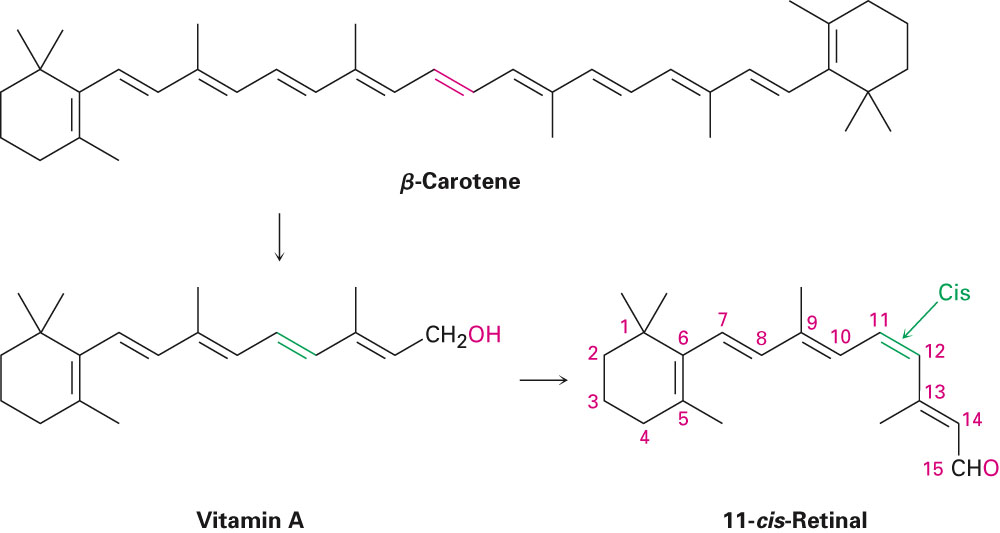 β-Carotene
CH2OH
Vitamin A
Cis
1
2
3
4
5
6
7
8
9
10
11
12
13
14
15 CHO
11-cis-Retinal